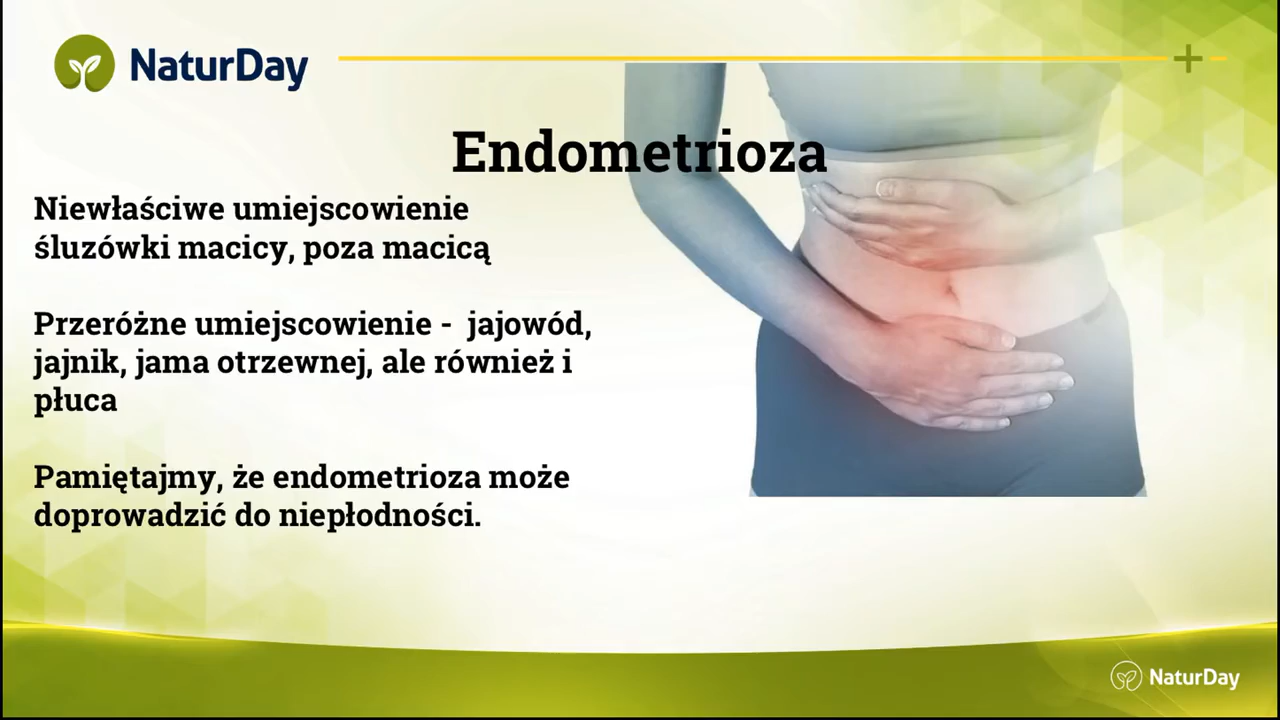 NaturDay
Endometrioza
Niewłaściwe umiejscowienie
śluzówki macicy, poza macicą
Przeróżne umiejscowienie -  jajowód,
jajnik, jama otrzewnej, ale również i
płuca
Pamiętajmy, że endometrioza może
doprowadzić do niepłodności.
NaturDay